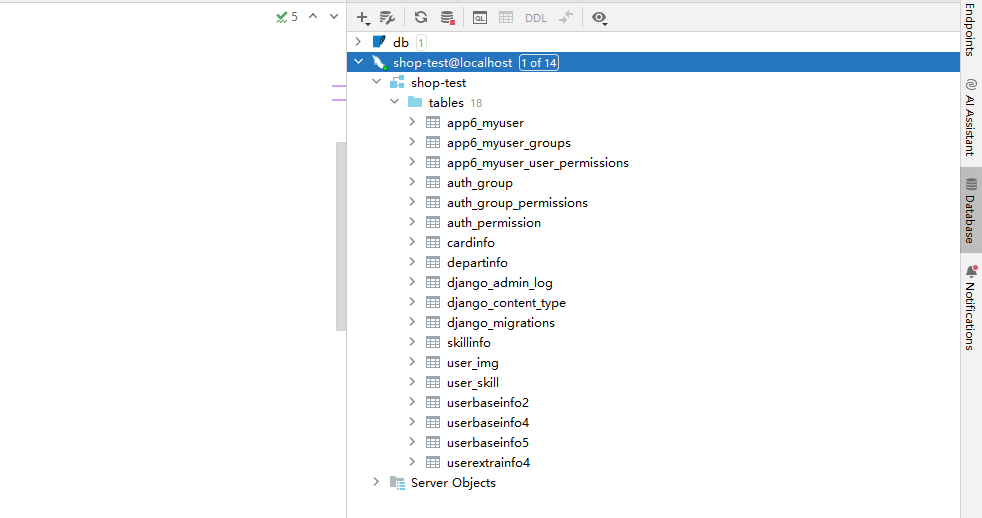 5
QL DDL
db 1
shop-test@localhost 1 of 14
shop-test
tables 18
app6_myuser
app6_myuser_groups
app6_myuser_user_permissions
auth_group
auth_group_permissions
auth_permission
cardinfo
departinfo
django_admin_log
django_content_type
django_migrations
skillinfo
user_img
user_skill
userbaseinfo2
userbaseinfo4
userbaseinfo5
userextrainfo4
Server Objects
Endpoints
AI Assistant
Database
Notifications